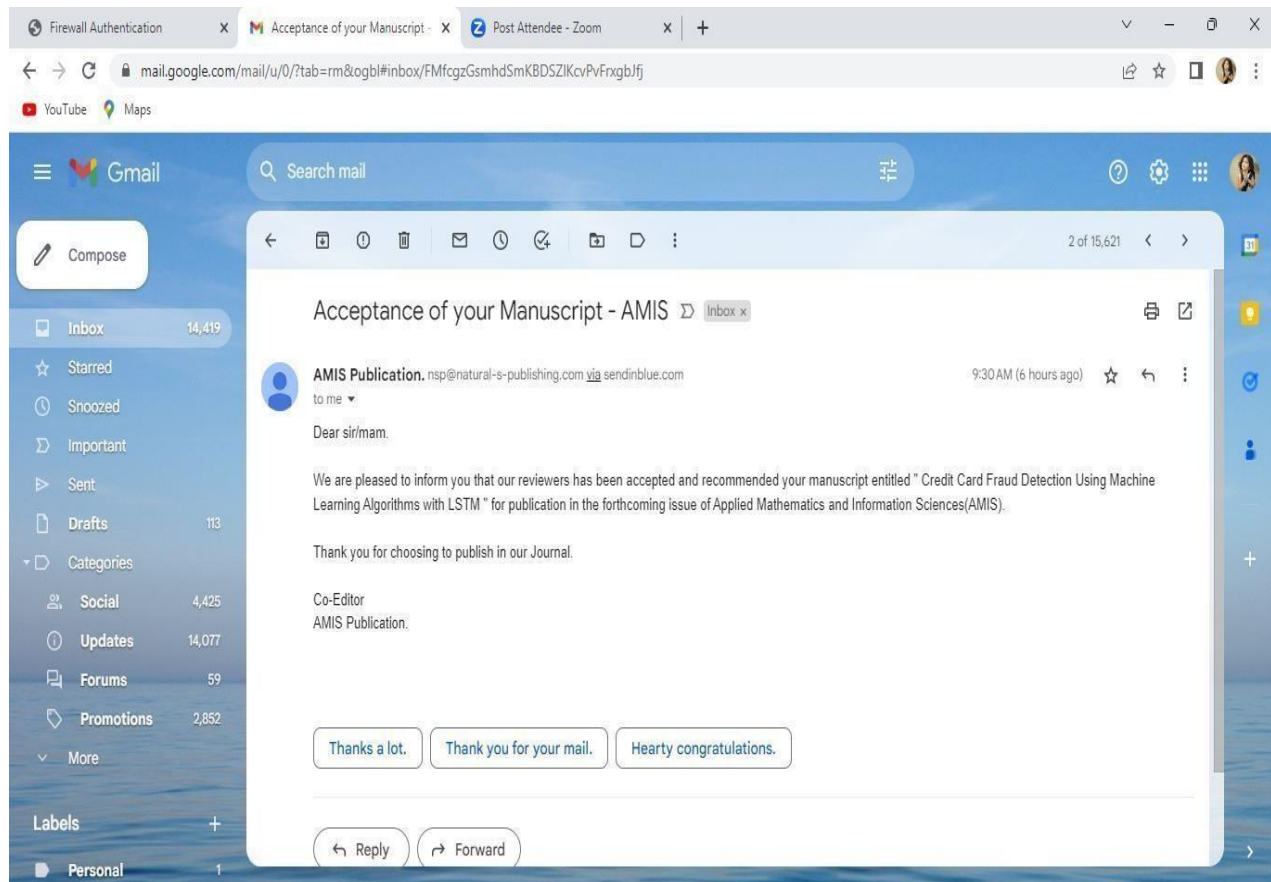 Firewall Authentication
Acceptance of your Manuscript -
Post Attendee - Zoom
mail.google.com/mail/u/0/?tab=rm&ogbl#inbox/FMfcgzGsmhdSmKBDSZlKcvPvFrxgbJfj
YouTube Maps
Gmail
Search mail
Compose
2 of 15,621
31
Inbox 14,419
Starred
Snoozed
Important
Sent
Drafts 113
Categories
Social 4,425
Updates 14,077
Forums 59
Promotions 2,852
More
Labels +
Personal 1
Acceptance of your Manuscript - AMIS Inbox x
AMIS Publication. nsp@natural-s-publishing.com via sendinblue.com 9:30 AM (6 hours ago)
to me
Dear sir/mam.
We are pleased to inform you that our reviewers has been accepted and recommended your manuscript entitled " Credit Card Fraud Detection Using Machine
Learning Algorithms with LSTM " for publication in the forthcoming issue of Applied Mathematics and Information Sciences(AMIS).
Thank you for choosing to publish in our Journal.
Co-Editor
AMIS Publication.
Thanks a lot. Thank you for your mail. Hearty congratulations.
Reply Forward